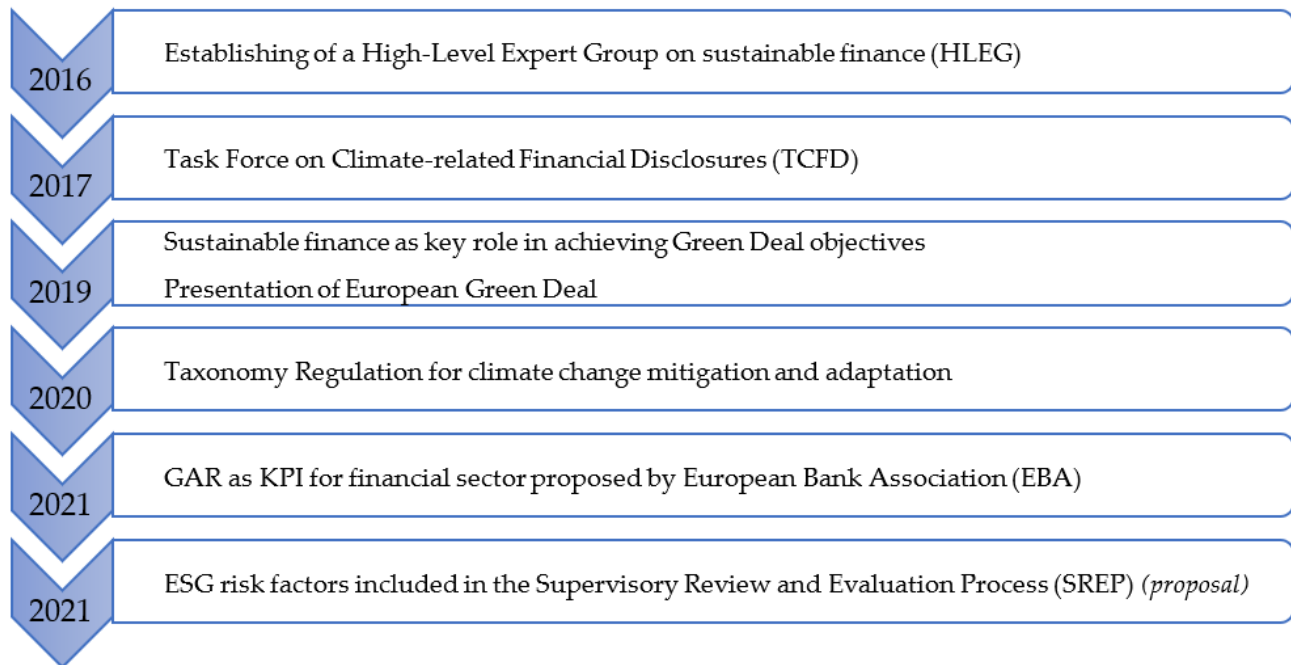 2016
Establishing of a High-Level Expert Group on sustainable finance (HLEG)
2017
Task Force on Climate-related Financial Disclosures (TCFD)
2019
Sustainable finance as key role in achieving Green Deal objectives
Presentation of European Green Deal
2020
Taxonomy Regulation for climate change mitigation and adaptation
2021
GAR as KPI for financial sector proposed by European Bank Association (EBA)
2021
ESG risk factors included in the Supervisory Review and Evaluation Process (SREP) (proposal)